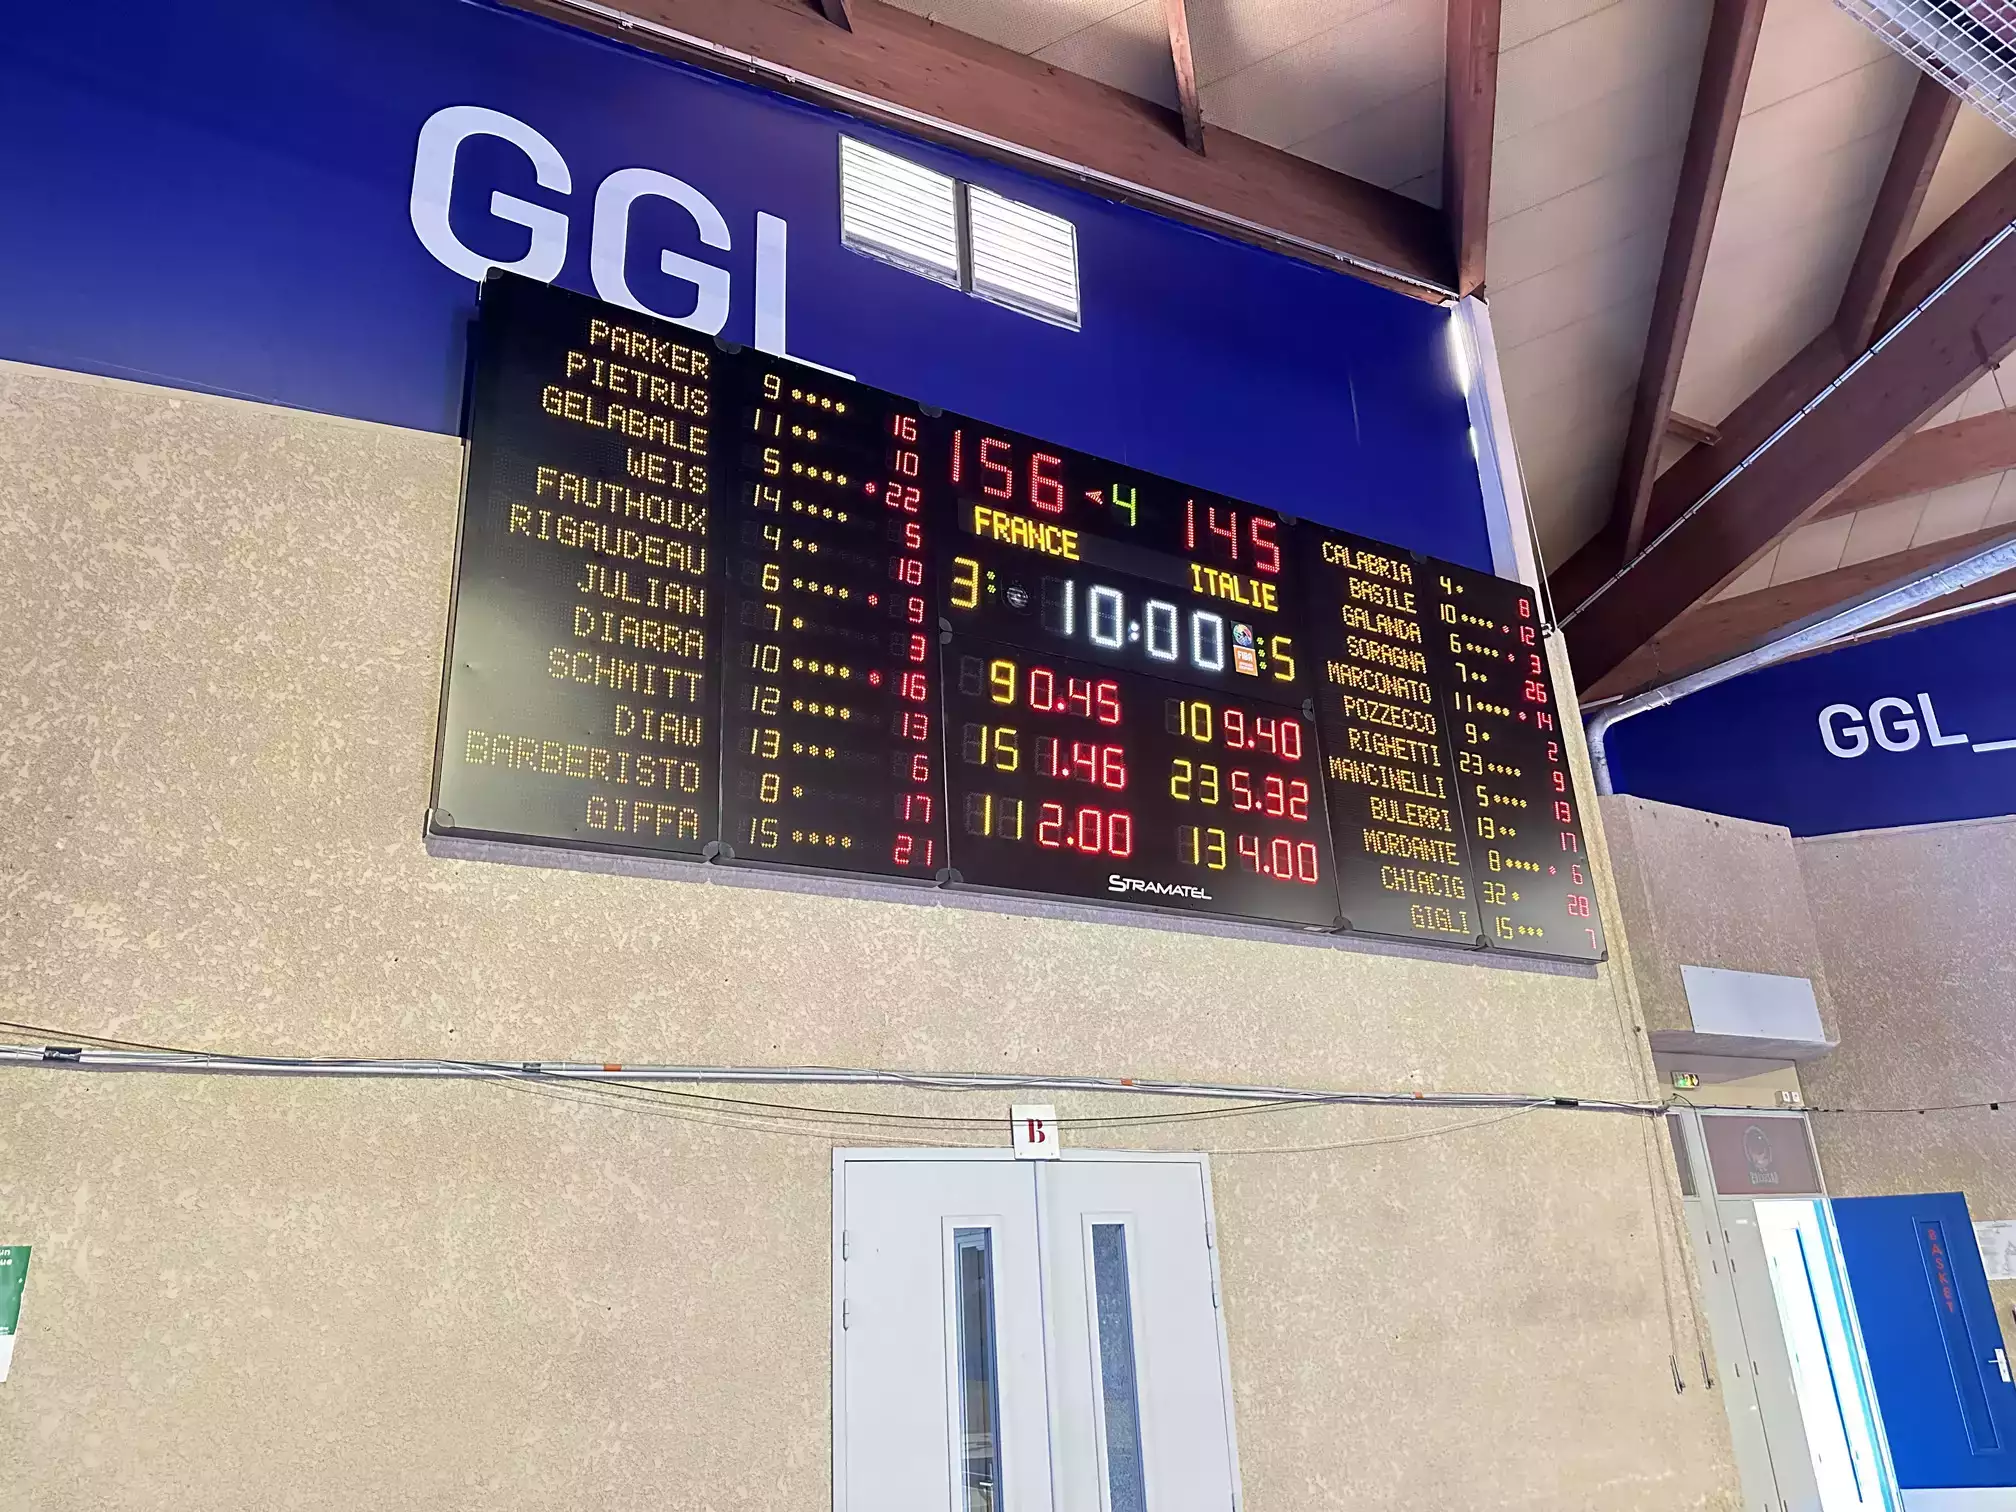 GGL
PARKER 9 16
PIETRUS 11 10
GELABALE 5 22
WEIS 14 5
FAUTHOUX 4 18
RIGAUDEAU 6 9
JULIAN 7 3
DIARRA 10 16
SCHMITT 12 13
DIAW 13 6
BARBERISTO 8 17
GIFFA 15 21
156 4 145
FRANCE ITALIE
3 10:00 5
FIBA
9 0.45 10 9.40
15 1.46 23 5.32
11 2.00 13 4.00
STRAMATEL
CALABRIA 4 8
BASILE 10 12
GALANDA 6 3
SORAGNA 7 26
MARCONATO 11 14
POZZECCO 9 2
RIGHETTI 23 9
MANCINELLI 5 13
BULERRI 13 17
MORDANTE 8 6
CHIACIG 32 28
GIGLI 15 7
GGL_
B
BASKET